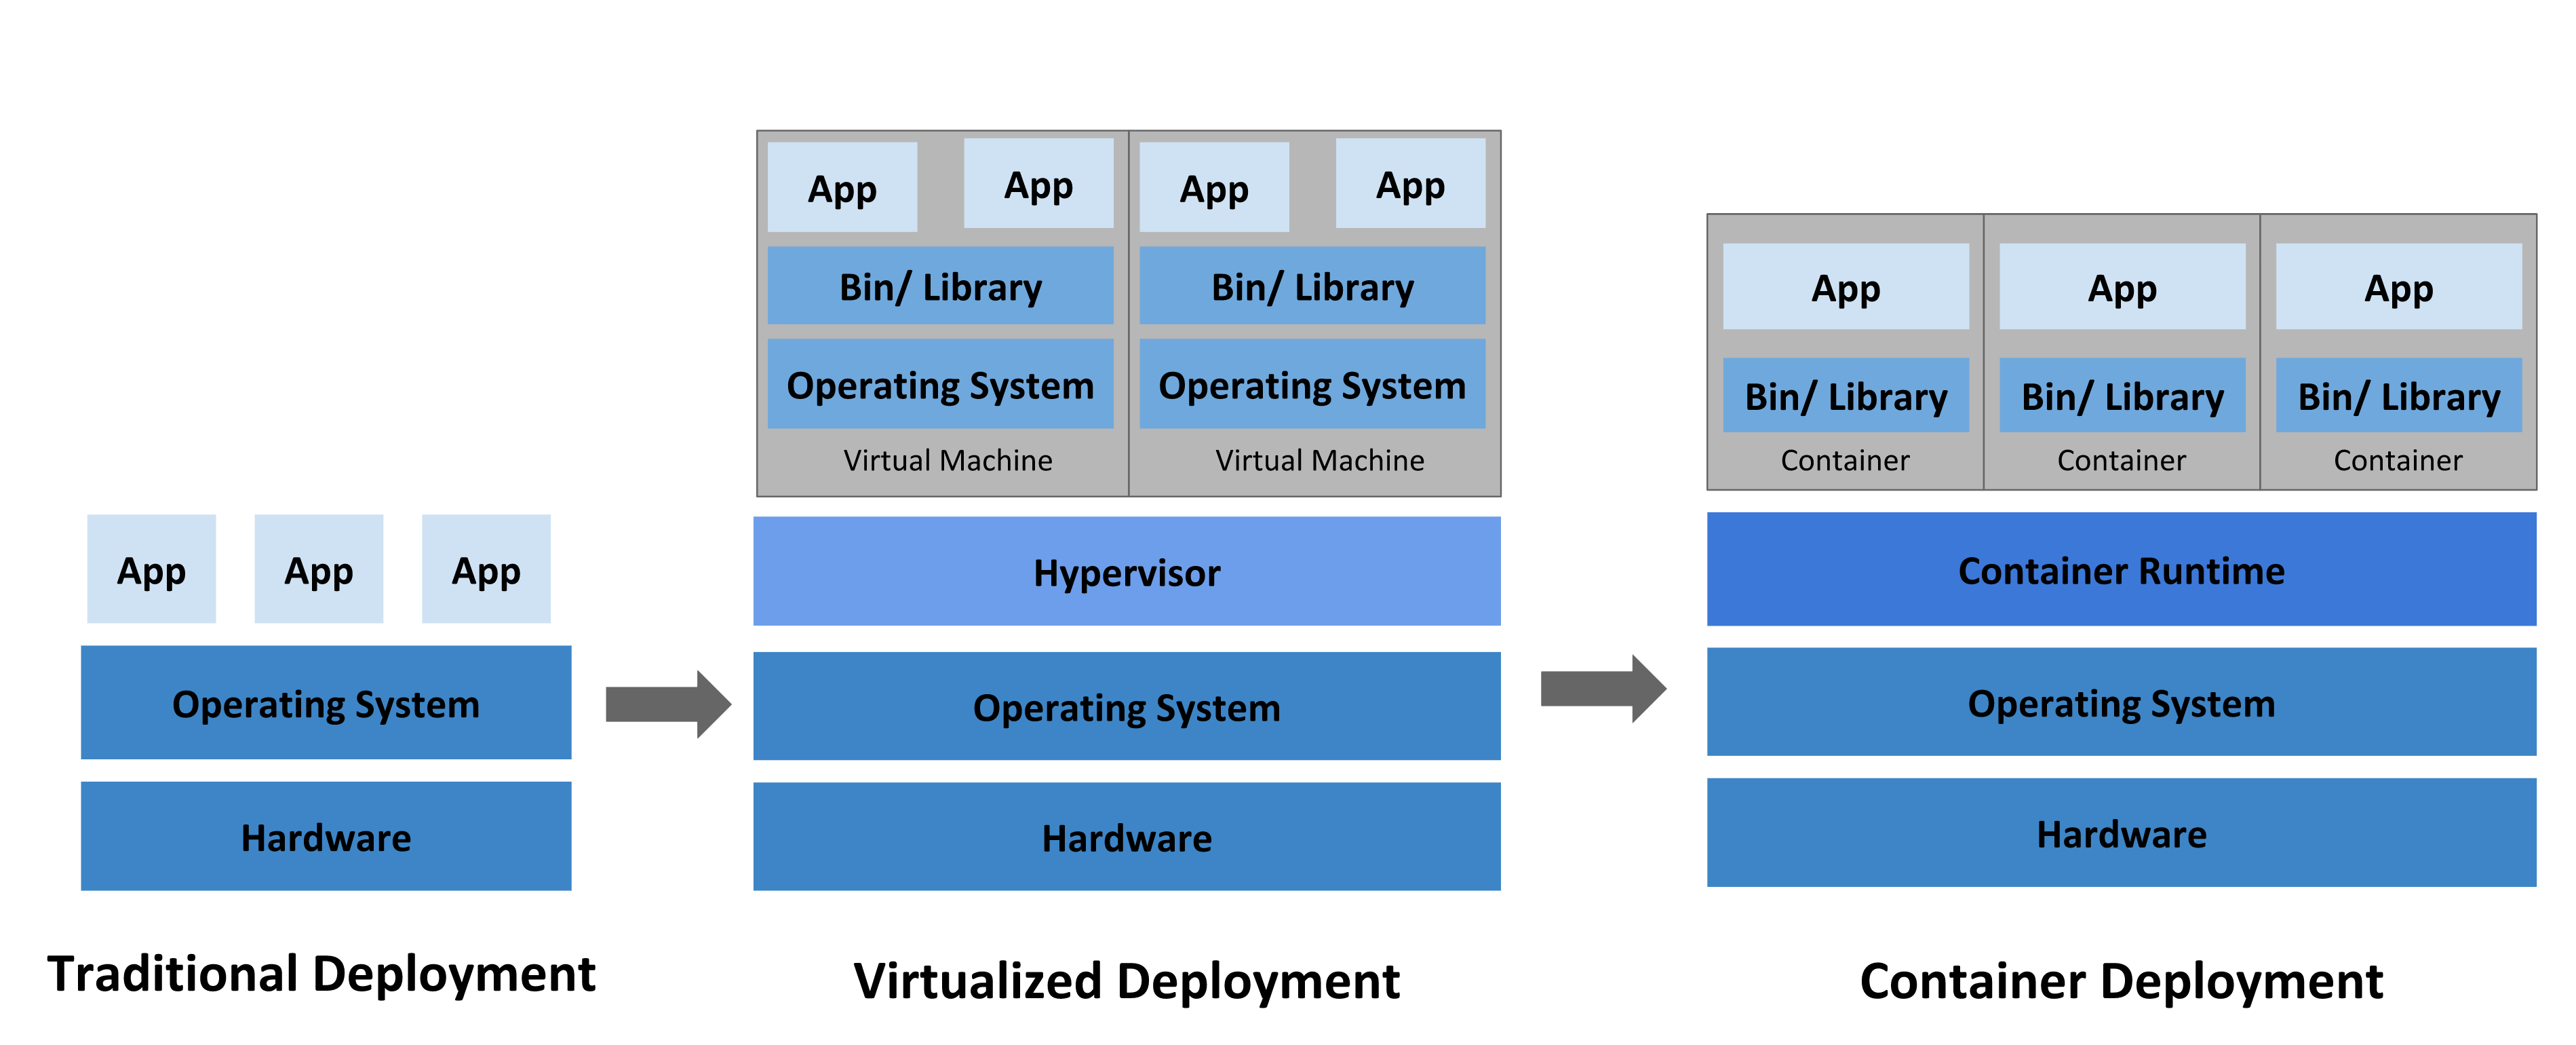 App App App
Operating System
Hardware
Traditional Deployment
App App App App
Bin/ Library Bin/ Library
Operating System Operating System
Virtual Machine Virtual Machine
Hypervisor
Operating System
Hardware
Virtualized Deployment
App App App
Bin/ Library Bin/ Library Bin/ Library
Container Container Container
Container Runtime
Operating System
Hardware
Container Deployment